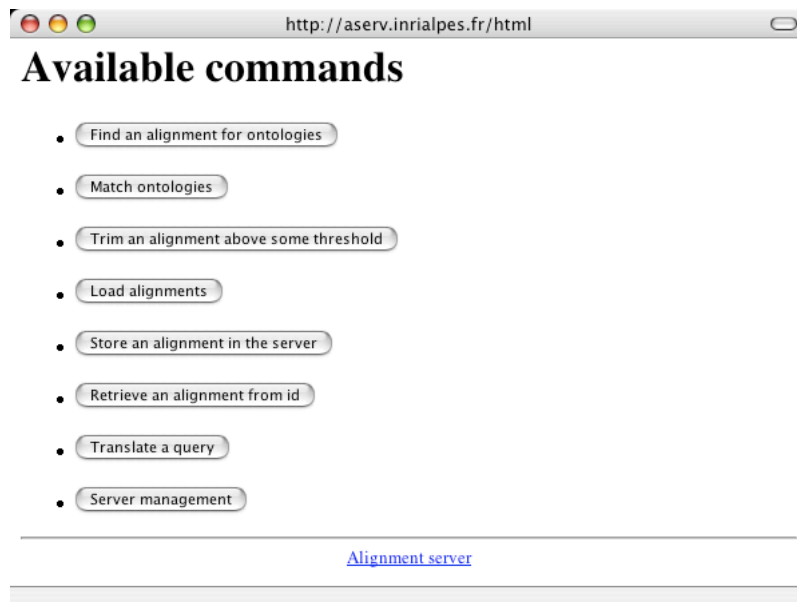 http://aserv.inrialpes.fr/html
Available commands
Find an alignment for ontologies
Match ontologies
Trim an alignment above some threshold
Load alignments
Store an alignment in the server
Retrieve an alignment from id
Translate a query
Server management
Alignment server